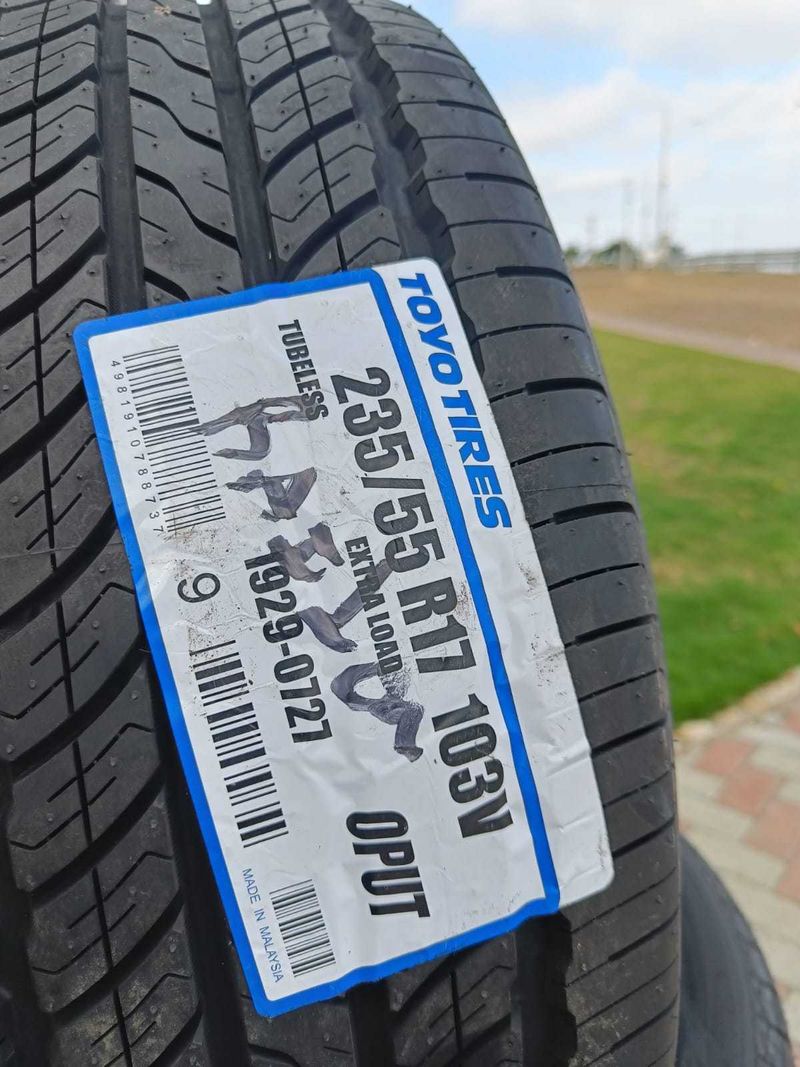 TOYO TIRES
235/55 R17 103V
TUBELESS
EXTRA LOAD
OPUT
1929-0727
4981910788737
9
MADE IN MALAYSIA